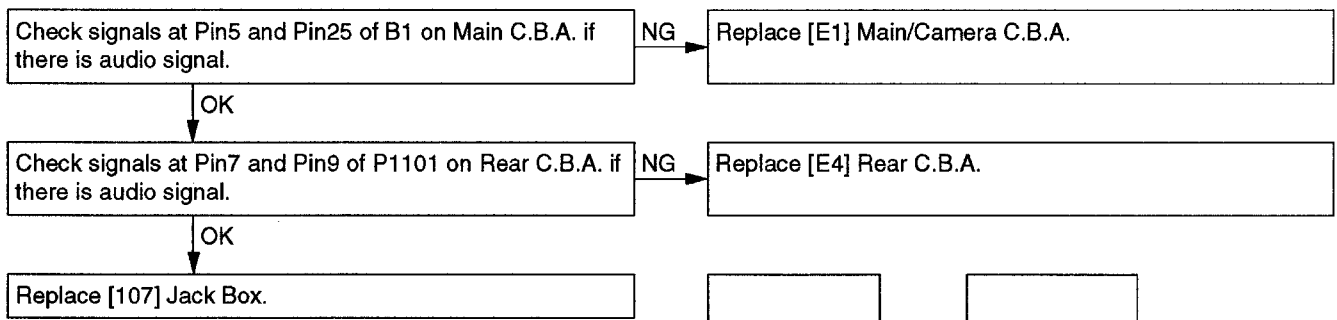 Check signals at Pin5 and Pin25 of B1 on Main C.B.A. if
there is audio signal.
NG
Replace [E1] Main/Camera C.B.A.
OK
Check signals at Pin7 and Pin9 of P1101 on Rear C.B.A. if
there is audio signal.
NG
Replace [E4] Rear C.B.A.
OK
Replace [107] Jack Box.